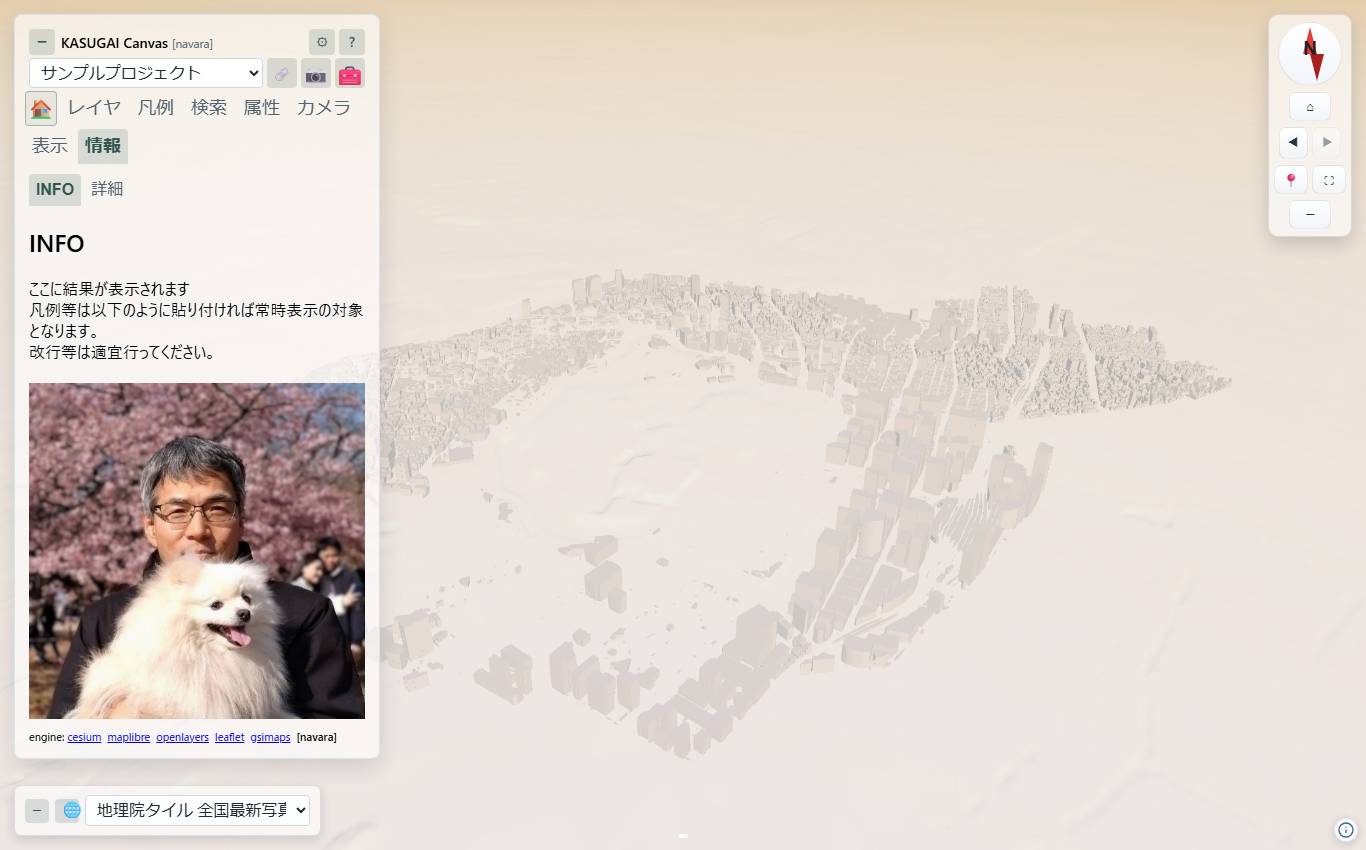 KASUGAI Canvas [navara]
?
サンプルプロジェクト
レイヤ 凡例 検索 属性 カメラ
表示 情報
INFO 詳細
INFO
ここに結果が表示されます
凡例等は以下のように貼り付ければ常時表示の対象
となります。
改行等は適宜行ってください。
engine: cesium maplibre openlayers leaflet gsimaps [navara]
地理院タイル 全国最新写真
N